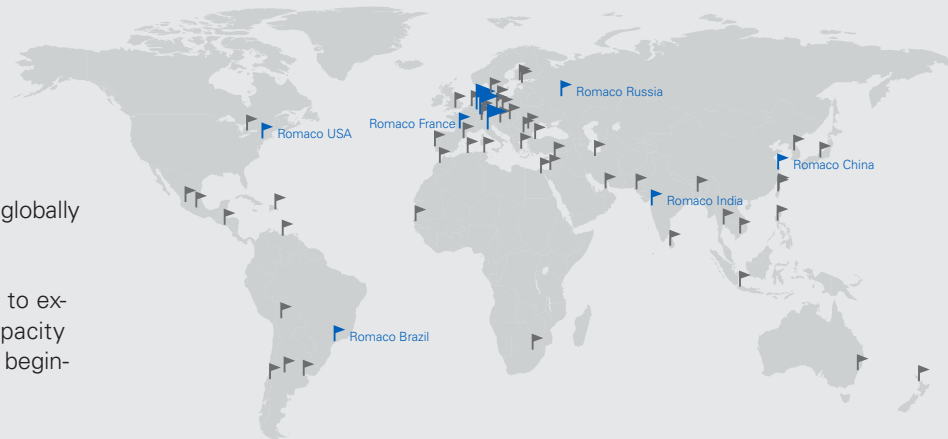 globally
to ex-
pacity
begin-
Romaco Russia
Romaco USA
Romaco France
Romaco China
Romaco India
Romaco Brazil